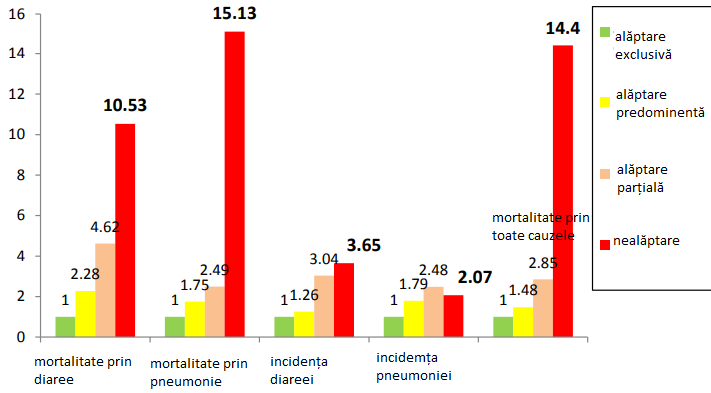 16
14
12
10
8
6
4
2
0
1
2.28
4.62
10.53
1
1.75
2.49
15.13
1
1.26
3.04
3.65
1
1.79
2.48
2.07
mortalitate prin
toate cauzele
1
1.48
2.85
14.4
mortalitate prin
diaree
mortalitate prin
pneumonie
incidența
diareei
incidemța
pneumoniei
alăptare
exclusivă
alăptare
predominentă
alăptare
parțială
nealăptare